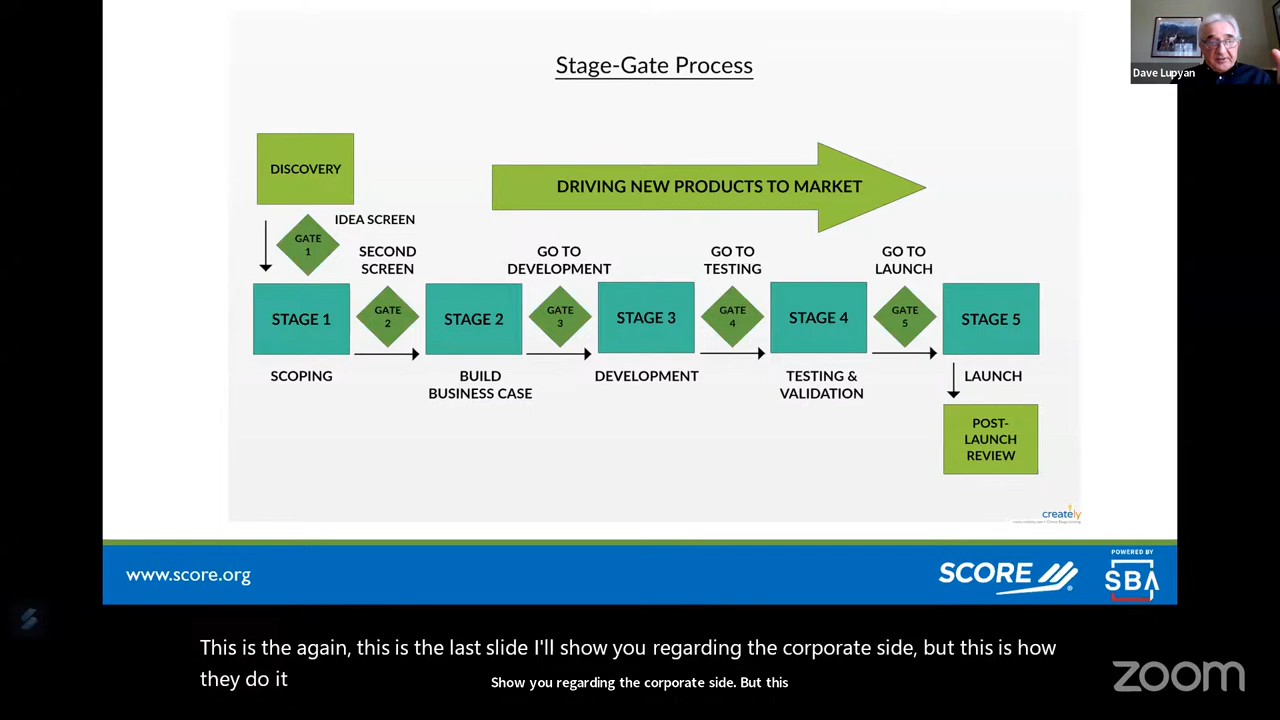 Stage-Gate Process
Dave Lupyan
DISCOVERY
DRIVING NEW PRODUCTS TO MARKET
IDEA SCREEN
GATE
1
SECOND
SCREEN
GO TO
DEVELOPMENT
GO TO
TESTING
GO TO
LAUNCH
STAGE 1
GATE
2
STAGE 2
GATE
3
STAGE 3
GATE
4
STAGE 4
GATE
5
STAGE 5
SCOPING
BUILD
BUSINESS CASE
DEVELOPMENT
TESTING &
VALIDATION
LAUNCH
POST-
LAUNCH
REVIEW
creately
www.score.org
SCORE
POWERED BY
SBA
This is the again, this is the last slide I'll show you regarding the corporate side, but this is how
they do it
Show you regarding the corporate side. But this
zoom